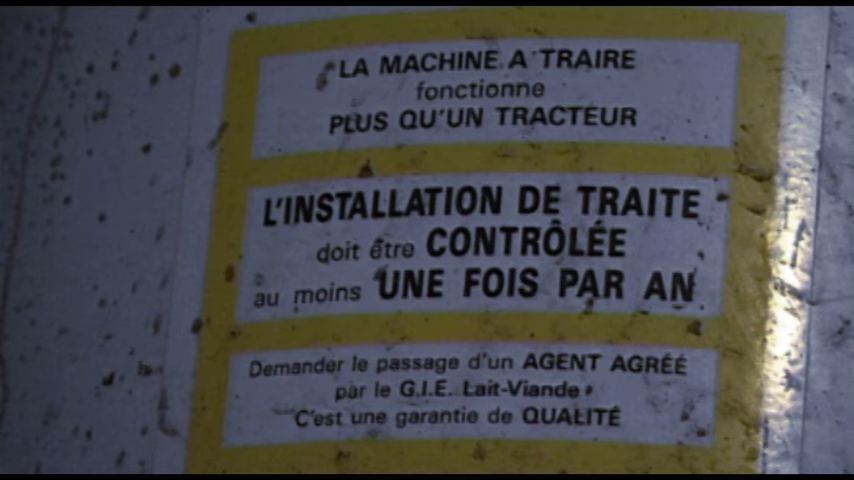 LA MACHINE A TRAIRE
fonctionne
PLUS QU'UN TRACTEUR
L'INSTALLATION DE TRAITE
doit être CONTRÔLÉE
au moins UNE FOIS PAR AN
Demander le passage d'un AGENT AGRÉÉ
par le G.I.E. Lait-Viande.
C'est une garantie de QUALITÉ